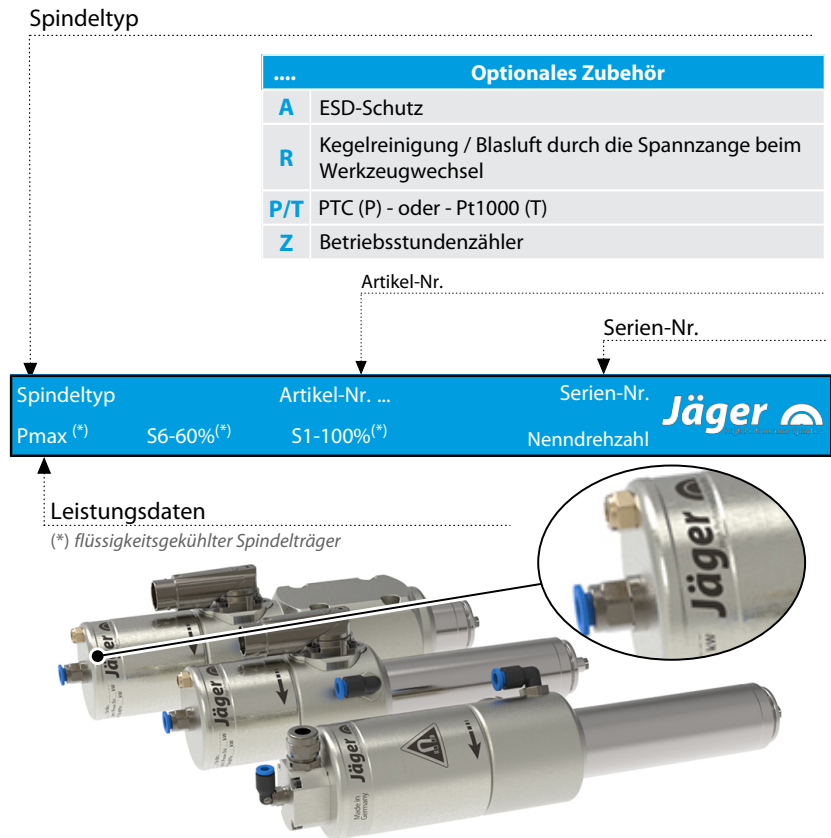 Spindeltyp
.... Optionales Zubehör
A ESD-Schutz
R Kegelreinigung / Blasluft durch die Spannzange beim
Werkzeugwechsel
P/T PTC (P) - oder - Pt1000 (T)
Z Betriebsstundenzähler
Artikel-Nr.
Serien-Nr.
Spindeltyp Artikel-Nr. ... Serien-Nr.
Pmax (*) S6-60%(*) S1-100%(*) Nenndrehzahl
Jäger
Leistungsdaten
(*) flüssigkeitsgekühlter Spindelträger
Jäger
kW
Jäger
Jäger
Jäger
Made in
Germany